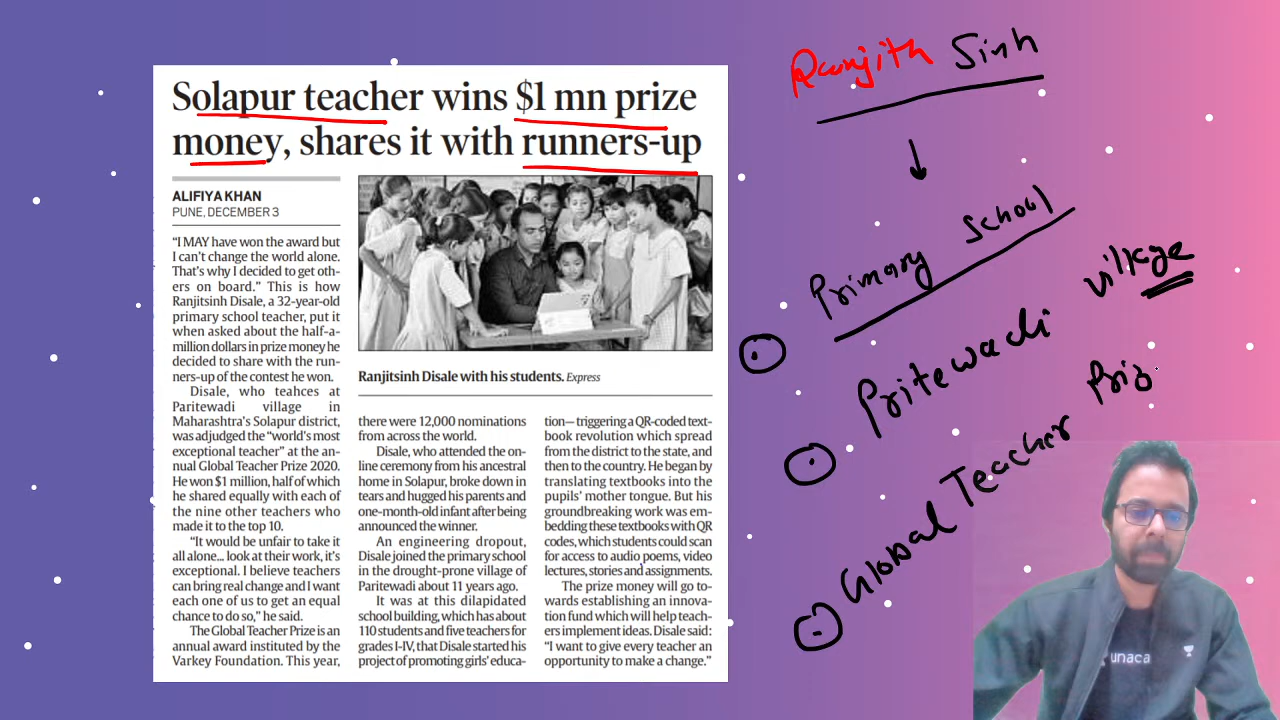 Solapur teacher wins $1 mn prize
money, shares it with runners-up
ALIFIYA KHAN
PUNE, DECEMBER 3
“I MAY have won the award but
I can’t change the world alone.
That’s why I decided to get oth-
ers on board.” This is how
Ranjitsinh Disale, a 32-year-old
primary school teacher, put it
when asked about the half-a-
million dollars in prize money he
decided to share with the run-
ners-up of the contest he won.
Disale, who teahces at
Paritewadi village in
Maharashtra’s Solapur district,
was adjudged the “world’s most
exceptional teacher” at the an-
nual Global Teacher Prize 2020.
He won $1 million, half of which
he shared equally with each of
the nine other teachers who
made it to the top 10.
“It would be unfair to take it
all alone... look at their work, it’s
exceptional. I believe teachers
can bring real change and I want
each one of us to get an equal
chance to do so,” he said.
The Global Teacher Prize is an
annual award instituted by the
Varkey Foundation. This year,
Ranjitsinh Disale with his students. Express
there were 12,000 nominations
from across the world.
Disale, who attended the on-
line ceremony from his ancestral
home in Solapur, broke down in
tears and hugged his parents and
one-month-old infant after being
announced the winner.
An engineering dropout,
Disale joined the primary school
in the drought-prone village of
Paritewadi about 11 years ago.
It was at this dilapidated
school building, which has about
110 students and five teachers for
grades I-IV, that Disale started his
project of promoting girls’ educa-
tion— triggering a QR-coded text-
book revolution which spread
from the district to the state, and
then to the country. He began by
translating textbooks into the
pupils’ mother tongue. But his
groundbreaking work was em-
bedding these textbooks with QR
codes, which students could scan
for access to audio poems, video
lectures, stories and assignments.
The prize money will go to-
wards establishing an innova-
tion fund which will help teach-
ers implement ideas. Disale said:
“I want to give every teacher an
opportunity to make a change.”
Ranjith Sinh
Primary School
Pritewadi village
Global Teacher Priz
unaca